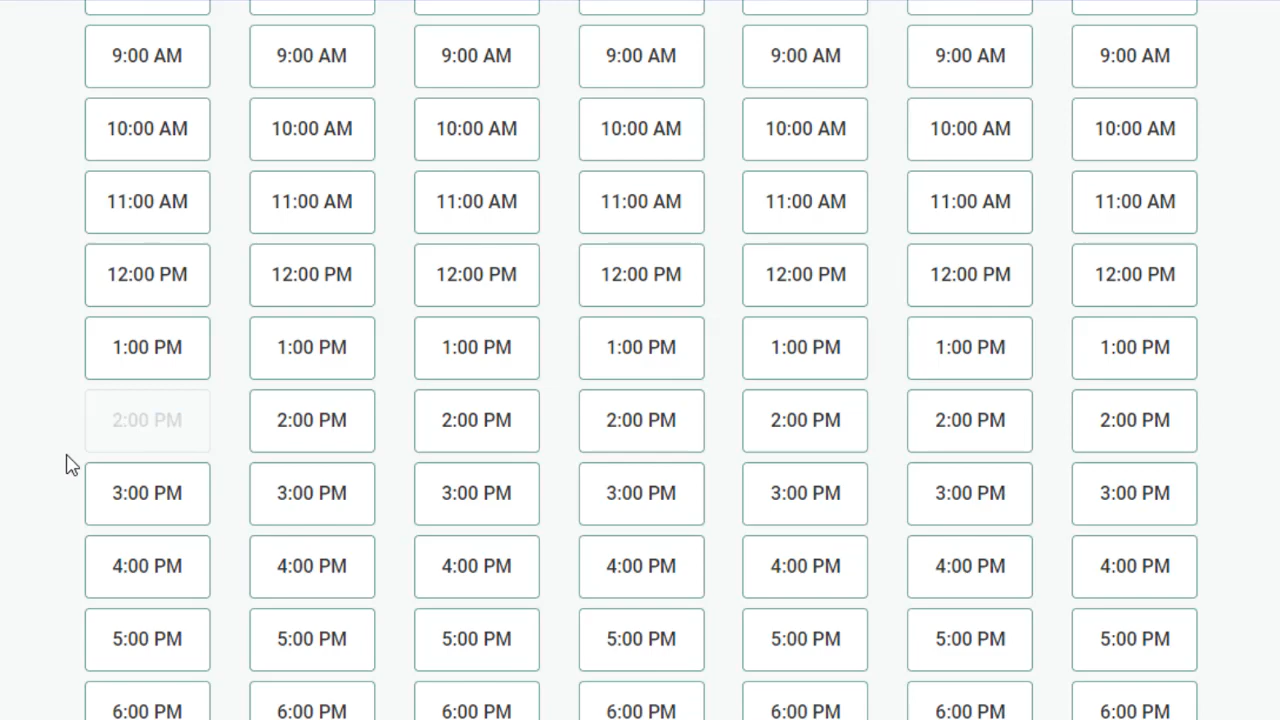 9:00 AM 9:00 AM 9:00 AM 9:00 AM 9:00 AM 9:00 AM 9:00 AM
10:00 AM 10:00 AM 10:00 AM 10:00 AM 10:00 AM 10:00 AM 10:00 AM
11:00 AM 11:00 AM 11:00 AM 11:00 AM 11:00 AM 11:00 AM 11:00 AM
12:00 PM 12:00 PM 12:00 PM 12:00 PM 12:00 PM 12:00 PM 12:00 PM
1:00 PM 1:00 PM 1:00 PM 1:00 PM 1:00 PM 1:00 PM 1:00 PM
2:00 PM 2:00 PM 2:00 PM 2:00 PM 2:00 PM 2:00 PM 2:00 PM
3:00 PM 3:00 PM 3:00 PM 3:00 PM 3:00 PM 3:00 PM 3:00 PM
4:00 PM 4:00 PM 4:00 PM 4:00 PM 4:00 PM 4:00 PM 4:00 PM
5:00 PM 5:00 PM 5:00 PM 5:00 PM 5:00 PM 5:00 PM 5:00 PM
6:00 PM 6:00 PM 6:00 PM 6:00 PM 6:00 PM 6:00 PM 6:00 PM